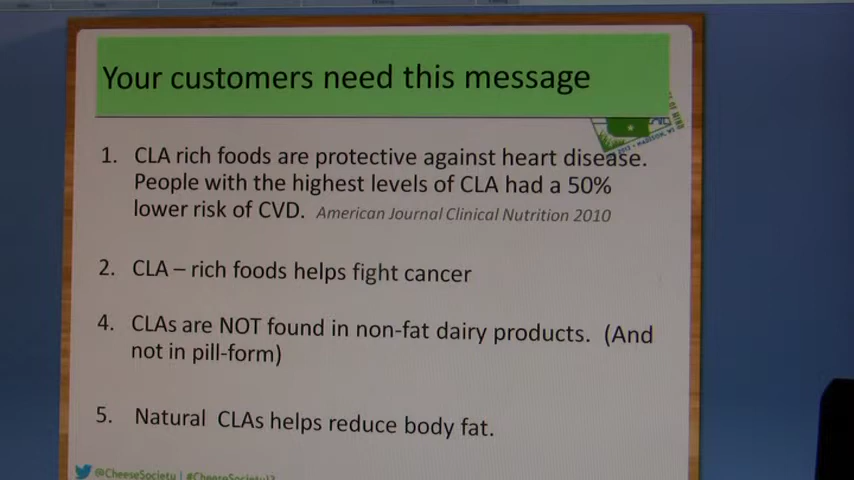 Your customers need this message
1. CLA rich foods are protective against heart disease.
People with the highest levels of CLA had a 50%
lower risk of CVD. American Journal Clinical Nutrition 2010
2. CLA – rich foods helps fight cancer
4. CLAs are NOT found in non-fat dairy products. (And
not in pill-form)
5. Natural CLAs helps reduce body fat.
@CheeseSociety |